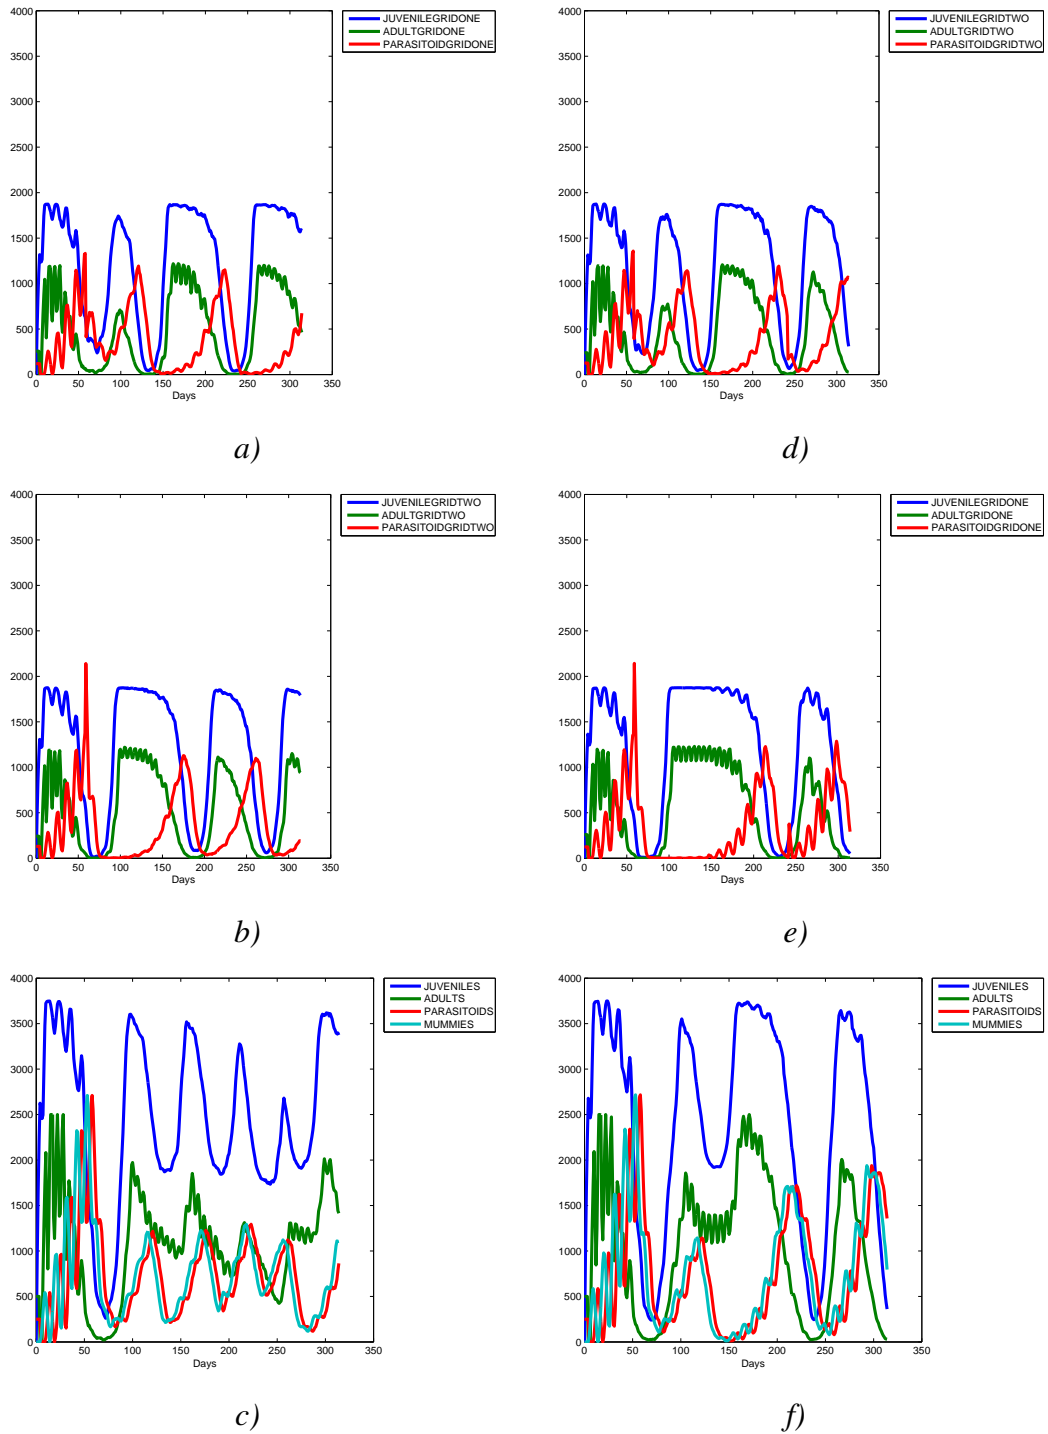 4000
3500
3000
2500
2000
1500
1000
500
0
0 50 100 150 200 250 300 350
Days
JUVENILEGRIDONE
ADULTGRIDONE
PARASITOIDGRIDONE
a)
4000
3500
3000
2500
2000
1500
1000
500
0
0 50 100 150 200 250 300 350
Days
JUVENILEGRIDTWO
ADULTGRIDTWO
PARASITOIDGRIDTWO
d)
4000
3500
3000
2500
2000
1500
1000
500
0
0 50 100 150 200 250 300 350
Days
JUVENILEGRIDTWO
ADULTGRIDTWO
PARASITOIDGRIDTWO
b)
4000
3500
3000
2500
2000
1500
1000
500
0
0 50 100 150 200 250 300 350
Days
JUVENILEGRIDONE
ADULTGRIDONE
PARASITOIDGRIDONE
e)
4000
3500
3000
2500
2000
1500
1000
500
0
0 50 100 150 200 250 300 350
Days
JUVENILES
ADULTS
PARASITOIDS
MUMMIES
c)
4000
3500
3000
2500
2000
1500
1000
500
0
0 50 100 150 200 250 300 350
Days
JUVENILES
ADULTS
PARASITOIDS
MUMMIES
f)